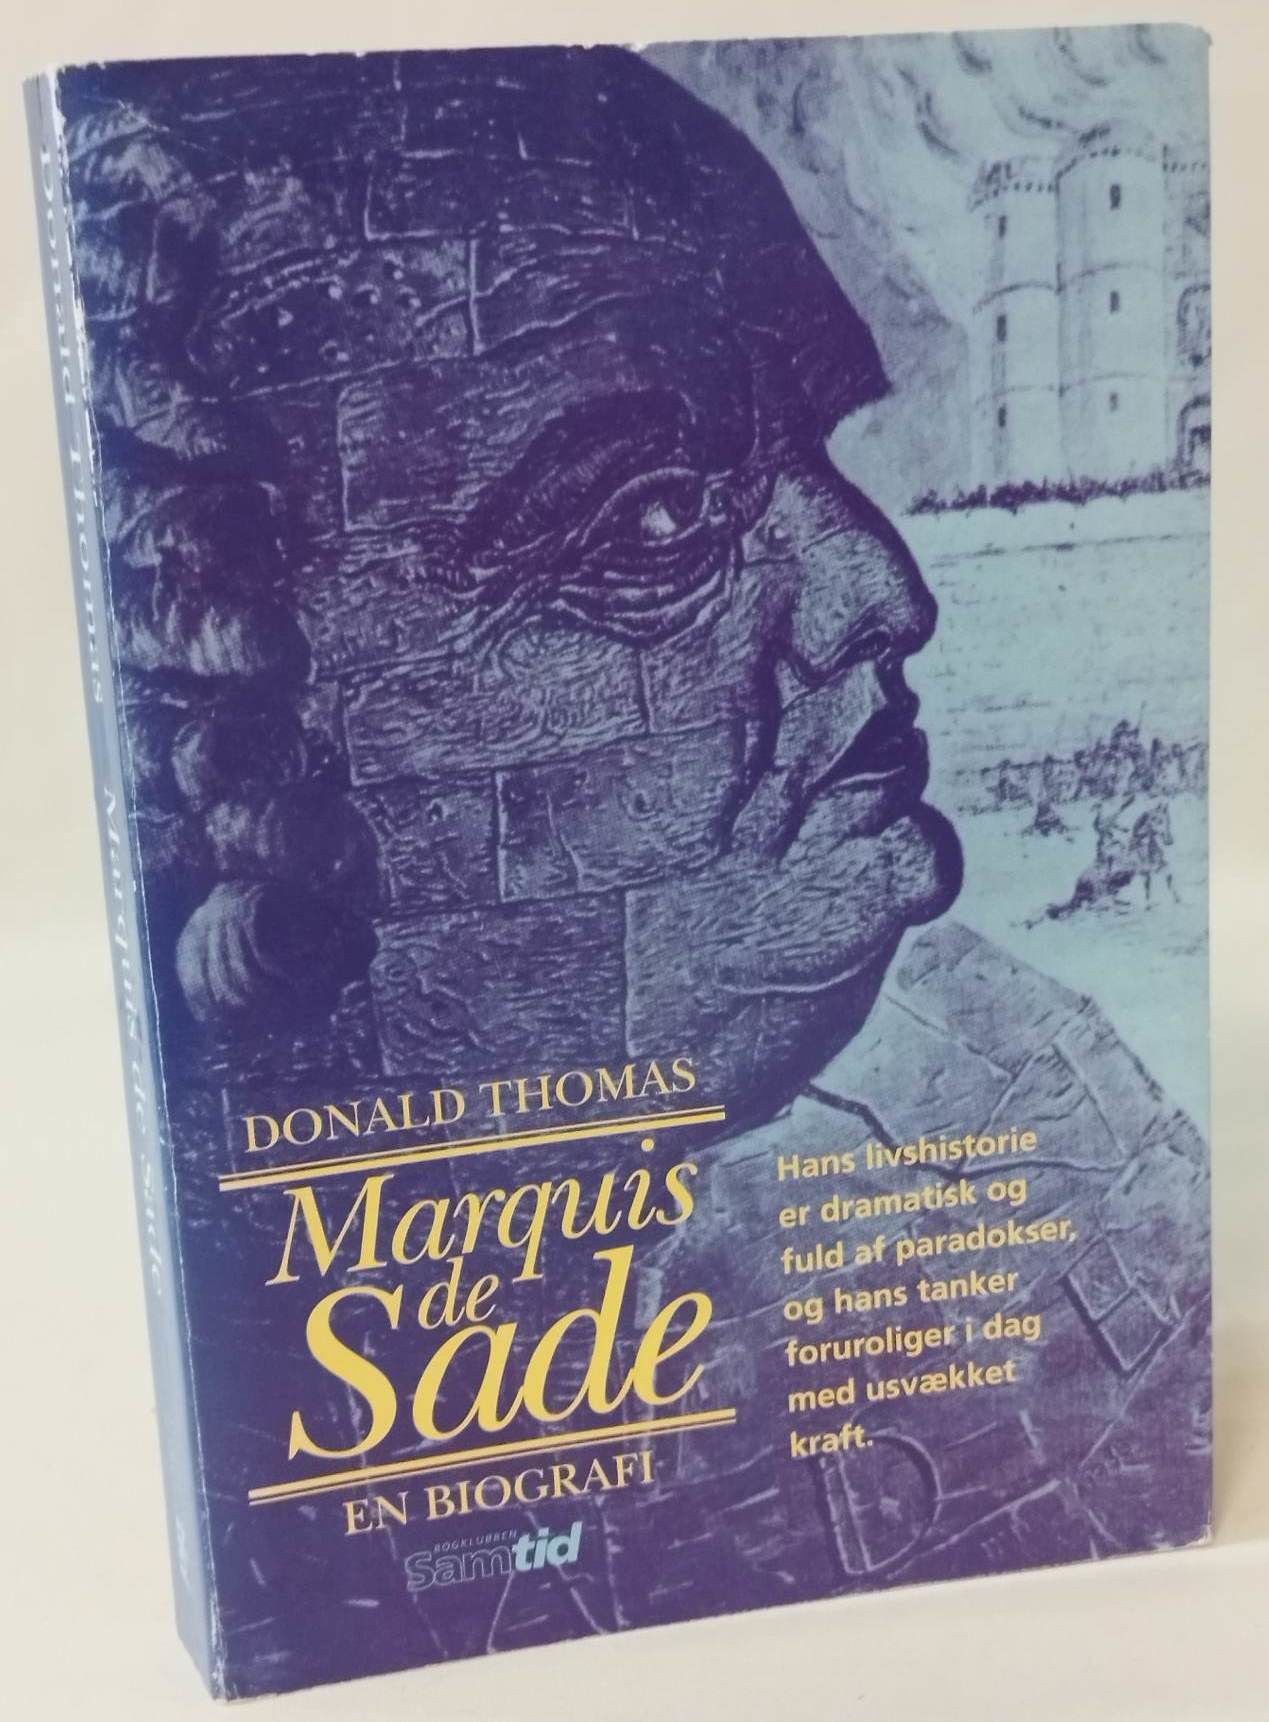 DONALD THOMAS
Marquis
de
Sade
EN BIOGRAFI
BOGKLUBBEN
Samtid
Hans livshistorie
er dramatisk og
fuld af paradokser,
og hans tanker
foruroliger i dag
med usvækket
kraft.
Donald Thomas Marquis de Sade